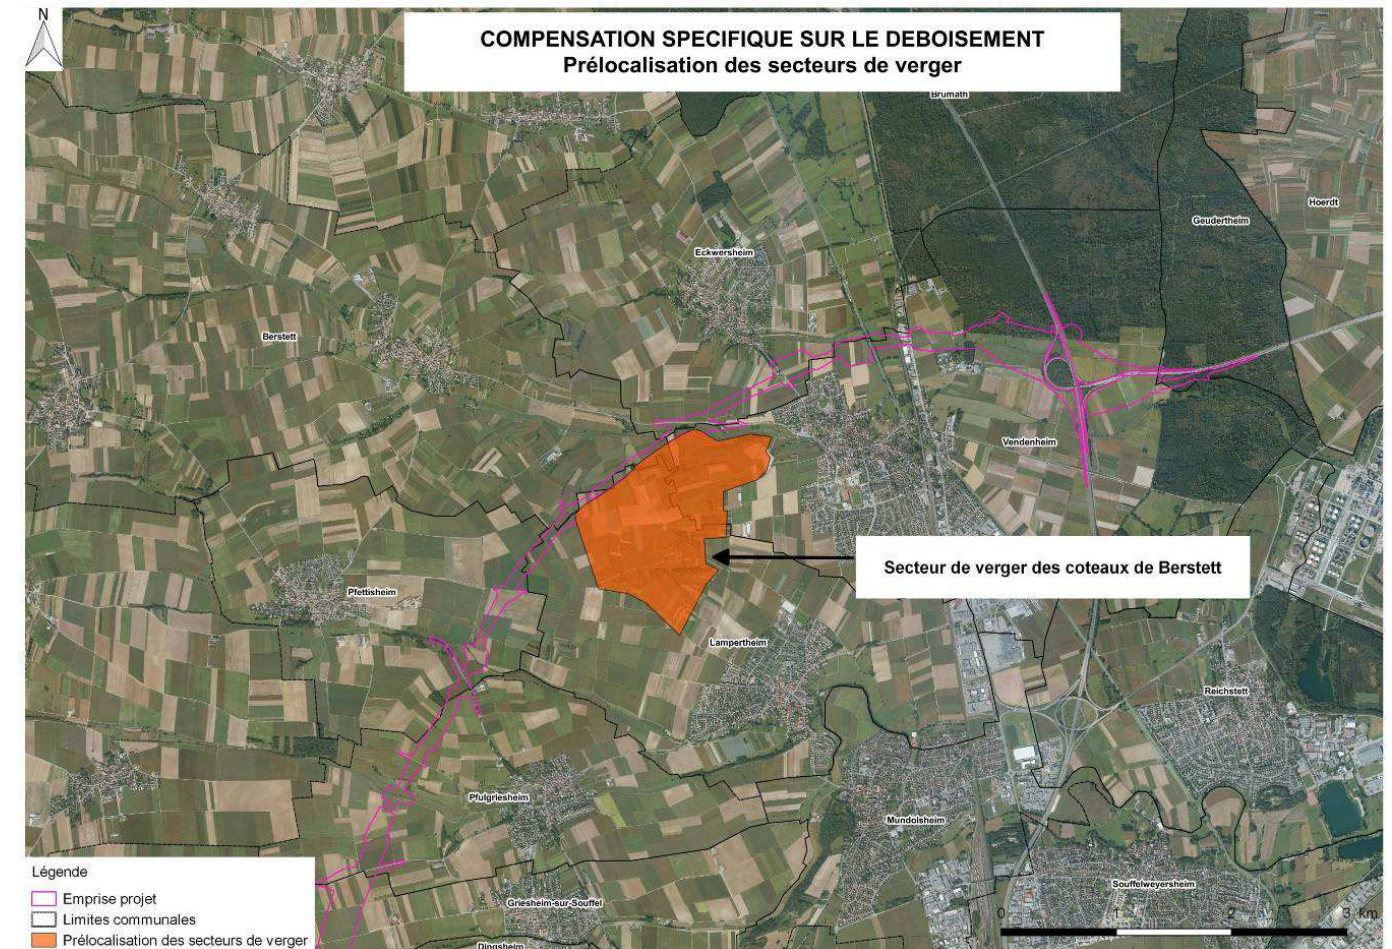 N
COMPENSATION SPECIFIQUE SUR LE DEBOISEMENT
Prélocalisation des secteurs de verger
Brumath
Hoerdt
Geudertheim
Eckwersheim
Berstett
Vendenheim
Secteur de verger des coteaux de Berstett
Pfettisheim
Lampertheim
Reichstett
Pfulgriesheim
Mundolsheim
Légende
Emprise projet
Limites communales
Prélocalisation des secteurs de verger
Souffelweyersheim
Griesheim-sur-Souffel
0 1 2 3 km
Dingsheim